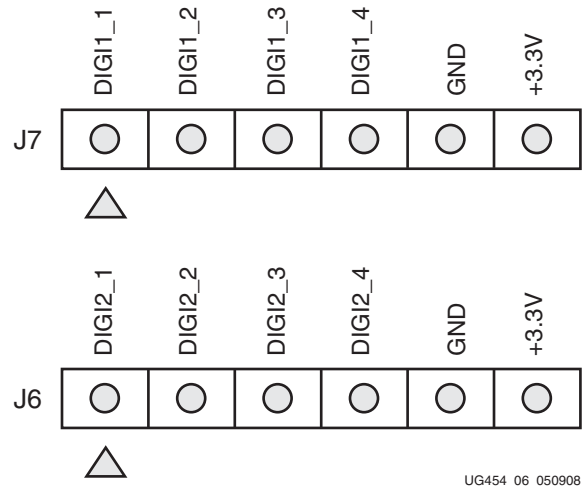 DIGI1_1 DIGI1_2 DIGI1_3 DIGI1_4 GND +3.3V
J7
DIGI2_1 DIGI2_2 DIGI2_3 DIGI2_4 GND +3.3V
J6
UG454_06_050908